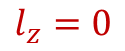 l_z = 0